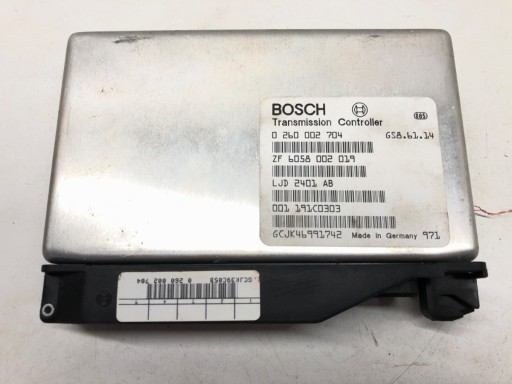 BOSCH
Transmission Controller
0 260 002 704 GS8.61.14
ZF 6058 002 019
LJD 2401 AB
001 191C0303
GCJK46991742 Made in Germany 971
0 260 002 704